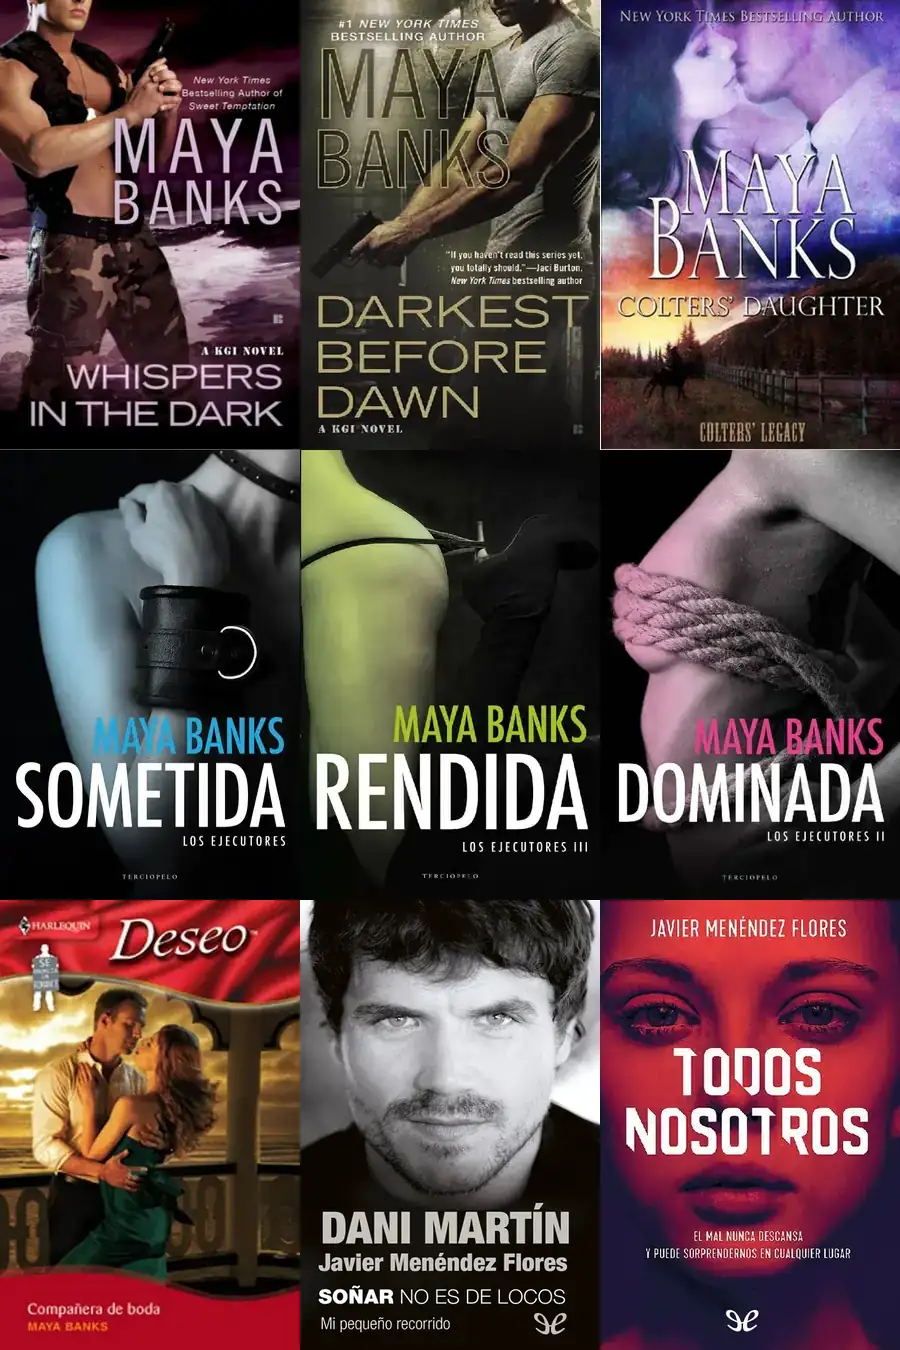 New York Times
Bestselling Author of
Sweet Temptation
MAYA
BANKS
A KGI NOVEL
WHISPERS
IN THE DARK
#1 NEW YORK TIMES
BESTSELLING AUTHOR
MAYA
BANKS
"If you haven't read this series yet,
you totally should."—Jaci Burton,
New York Times bestselling author
DARKEST
BEFORE
DAWN
A KGI NOVEL
NEW YORK TIMES BESTSELLING AUTHOR
MAYA
BANKS
COLTERS' DAUGHTER
COLTERS' LEGACY
MAYA BANKS
SOMETIDA
LOS EJECUTORES
TERCIOPELO
MAYA BANKS
RENDIDA
LOS EJECUTORES III
TERCIOPELO
MAYA BANKS
DOMINADA
LOS EJECUTORES II
TERCIOPELO
HARLEQUIN
Deseo™
Compañera de boda
MAYA BANKS
DANI MARTÍN
Javier Menéndez Flores
SOÑAR NO ES DE LOCOS
Mi pequeño recorrido
JAVIER MENÉNDEZ FLORES
TODOS
NOSOTROS
EL MAL NUNCA DESCANSA
Y PUEDE SORPRENDERNOS EN CUALQUIER LUGAR